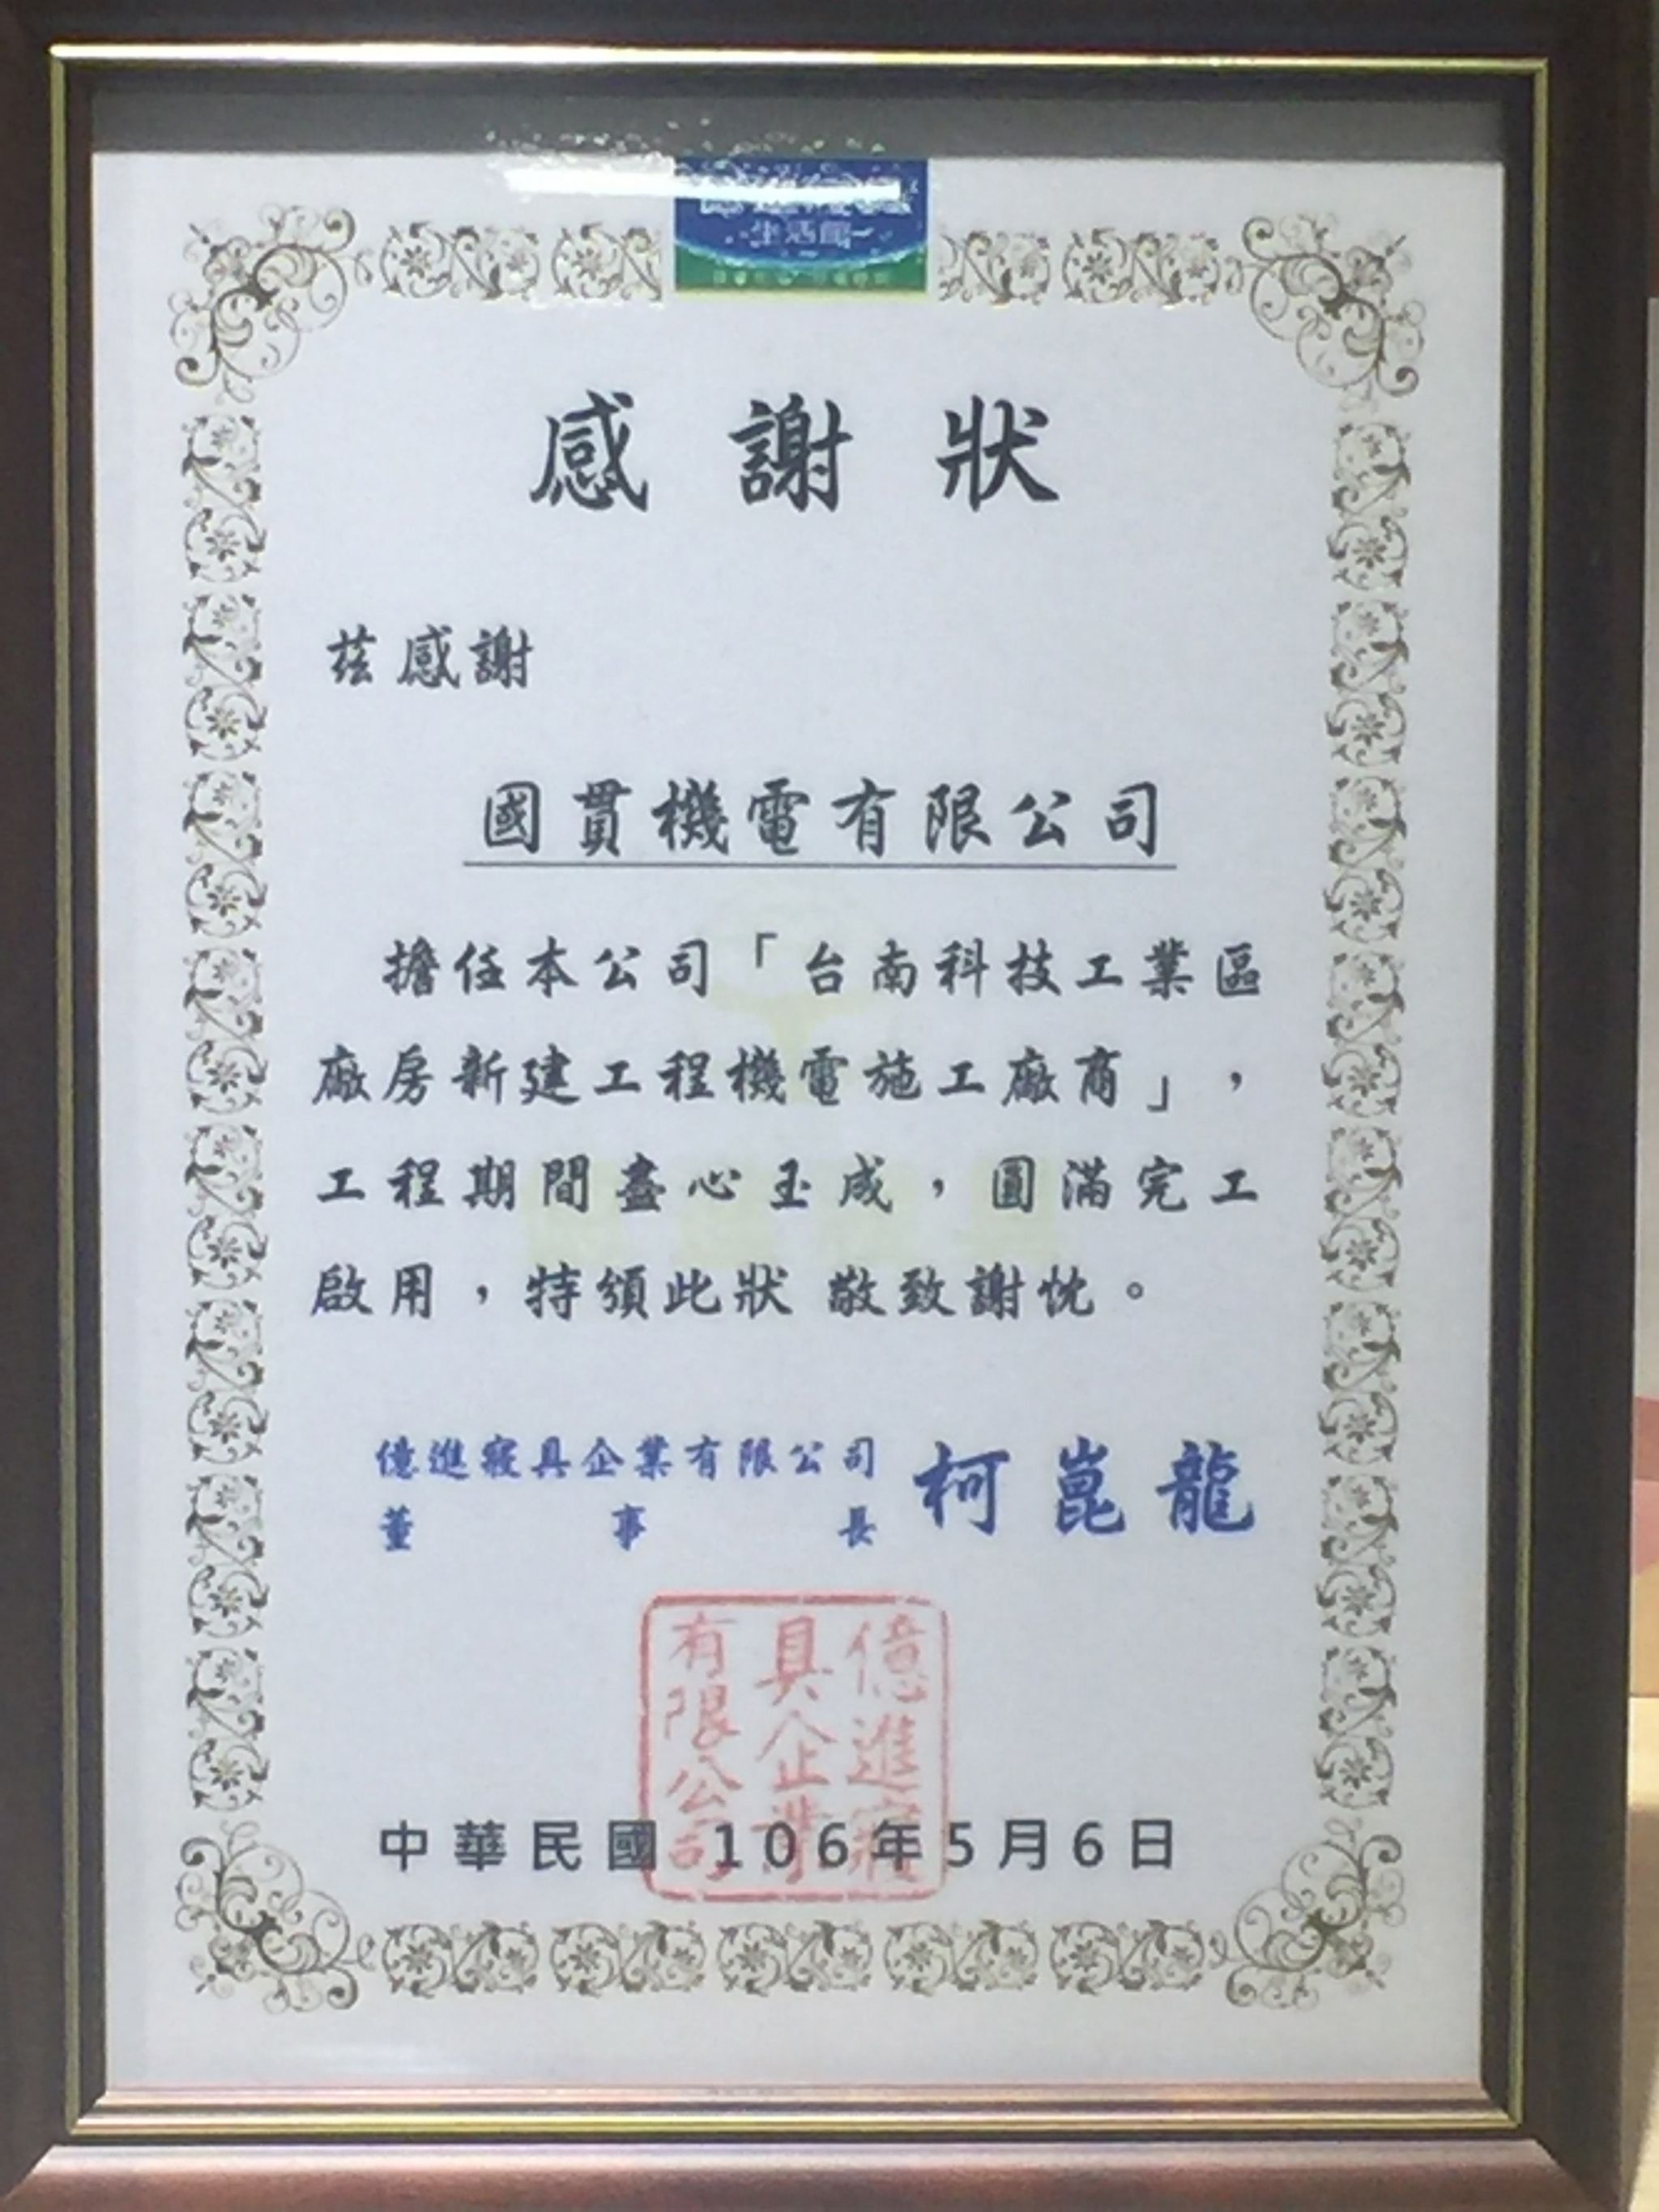 生活館
感謝狀
茲感謝
國貫機電有限公司
擔任本公司「台南科技工業區
廠房新建工程機電施工廠商」，
工程期間盡心玉成，圓滿完工
啟用，特頒此狀 敬致謝忱。
億進寢具企業有限公司
董事長
柯崑龍
億進寢
具企業
有限公司
中華民國 106年5月6日